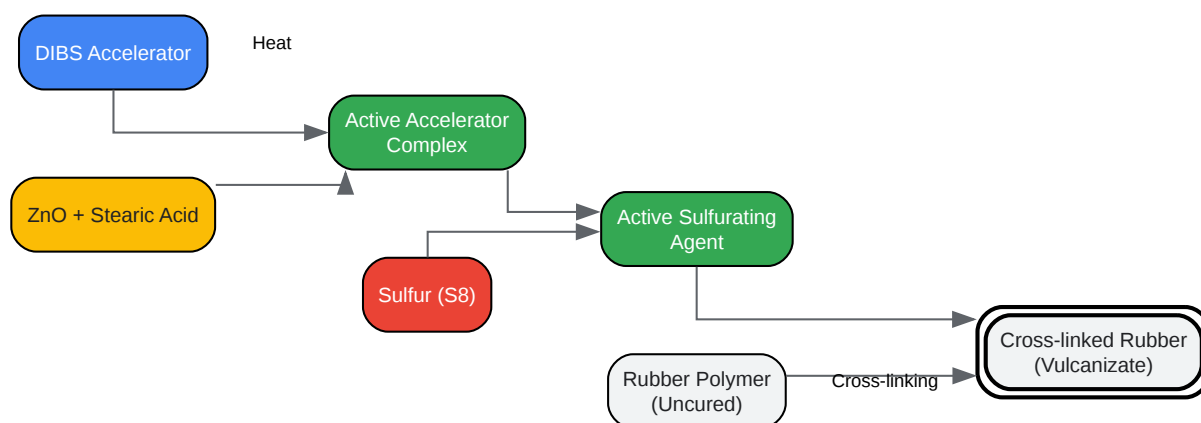 DIBS Accelerator
Heat
Active Accelerator
Complex
ZnO + Stearic Acid
Active Sulfurating
Agent
Sulfur (S8)
Cross-linked Rubber
(Vulcanizate)
Rubber Polymer
(Uncured)
Cross-linking